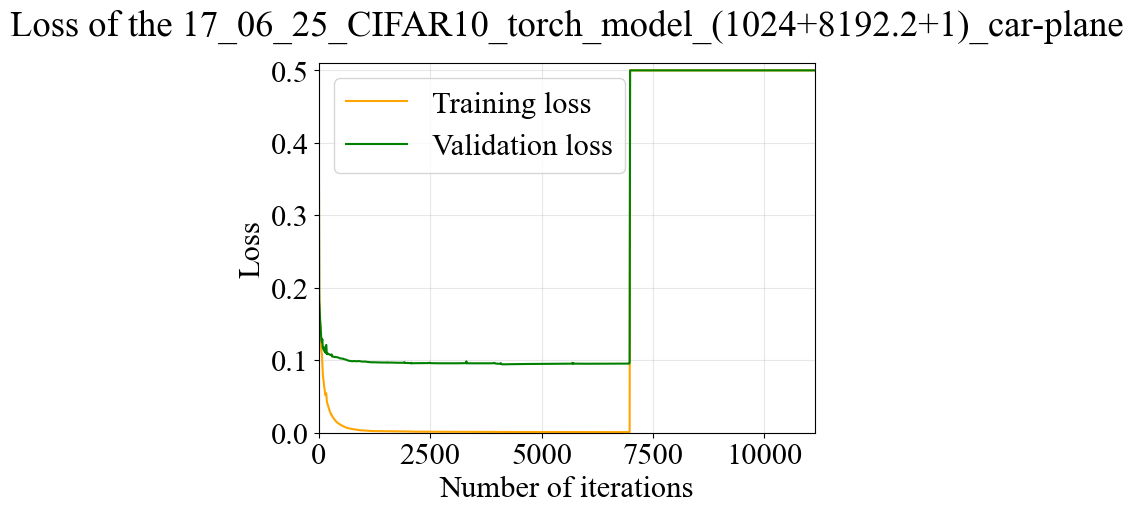 Loss of the 17_06_25_CIFAR10_torch_model_(1024+8192.2+1)_car-plane
0.5
0.4
0.3
0.2
0.1
0.0
Loss
Training loss
Validation loss
0 2500 5000 7500 10000
Number of iterations